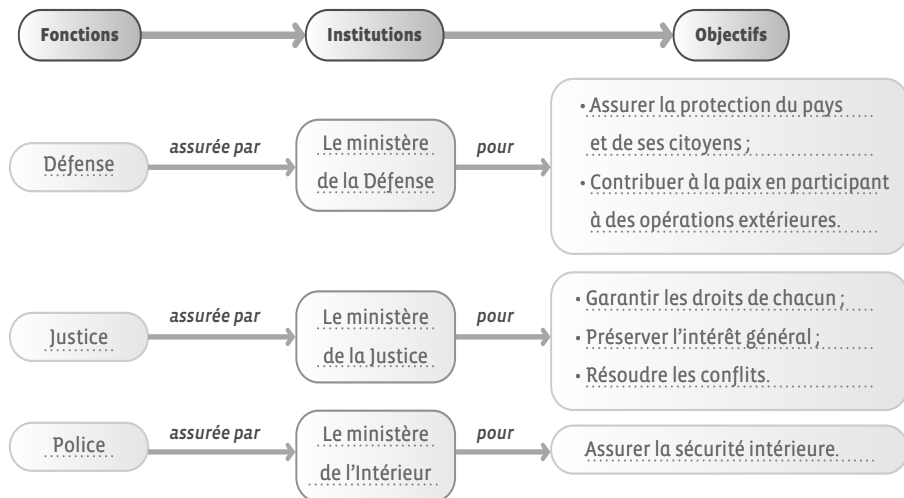 Fonctions
Institutions
Objectifs
Défense
assurée par
Le ministère
de la Défense
pour
• Assurer la protection du pays
et de ses citoyens ;
• Contribuer à la paix en participant
à des opérations extérieures.
Justice
assurée par
Le ministère
de la Justice
pour
• Garantir les droits de chacun ;
• Préserver l'intérêt général ;
• Résoudre les conflits.
Police
assurée par
Le ministère
de l'Intérieur
pour
Assurer la sécurité intérieure.